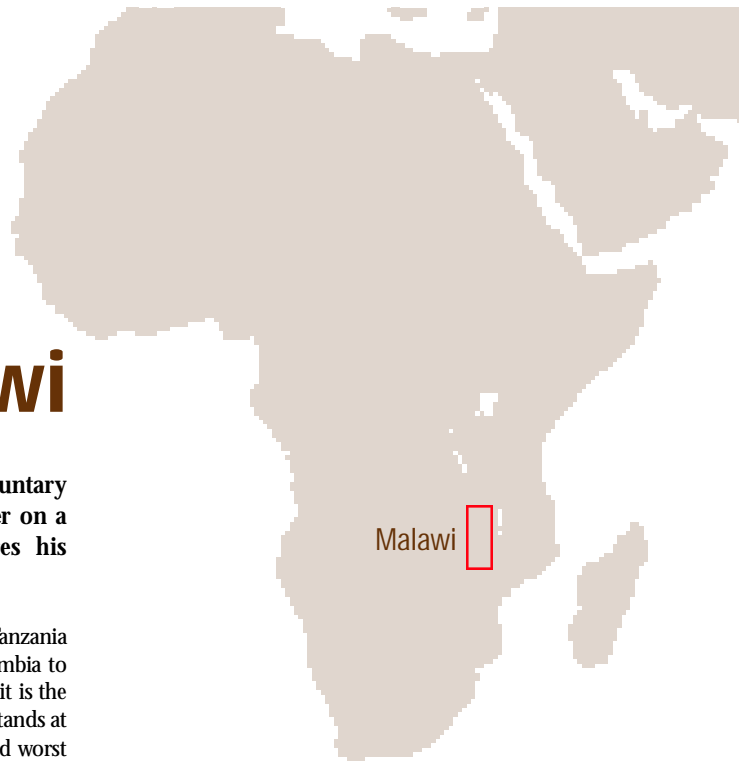 wi
untary
er on a
es his
Malawi
anzania
mbia to
it is the
tands at
d worst